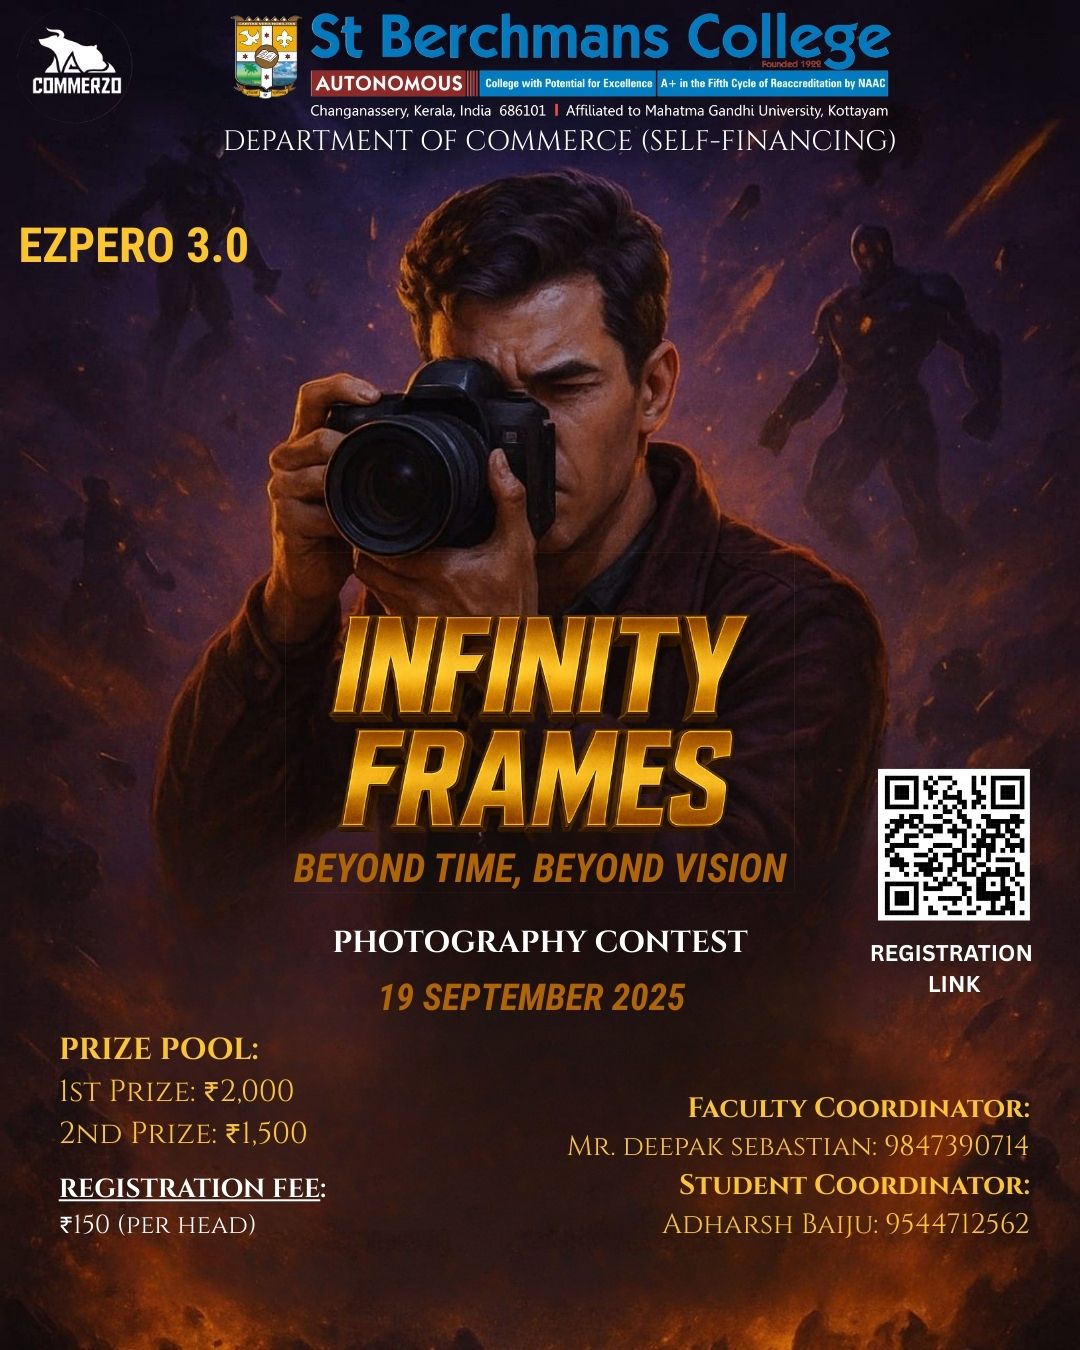 COMMERZO
St Berchmans College
Founded 1922
AUTONOMOUS College with Potential for Excellence A+ in the Fifth Cycle of Reaccreditation by NAAC
Changanassery, Kerala, India 686101 | Affiliated to Mahatma Gandhi University, Kottayam
DEPARTMENT OF COMMERCE (SELF-FINANCING)
EZPERO 3.0
INFINITY
FRAMES
BEYOND TIME, BEYOND VISION
PHOTOGRAPHY CONTEST
19 SEPTEMBER 2025
REGISTRATION
LINK
PRIZE POOL:
1ST PRIZE: ₹2,000
2ND PRIZE: ₹1,500
REGISTRATION FEE:
₹150 (PER HEAD)
FACULTY COORDINATOR:
MR. DEEPAK SEBASTIAN: 9847390714
STUDENT COORDINATOR:
ADHARSH BAIJU: 9544712562